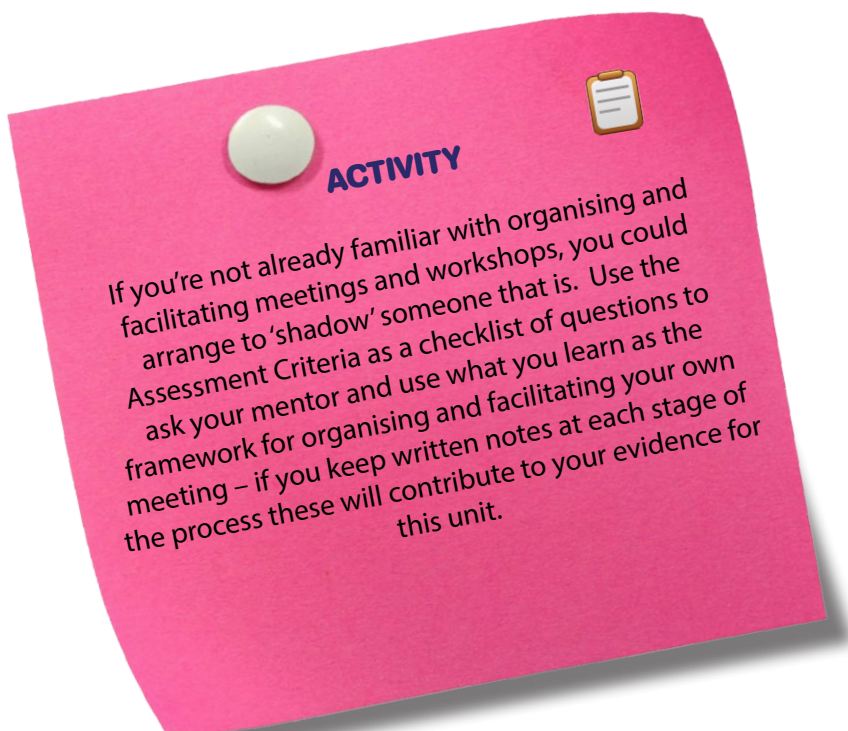 ACTIVITY
If you're not already familiar with organising and
facilitating meetings and workshops, you could
arrange to 'shadow' someone that is.  Use the
Assessment Criteria as a checklist of questions to
ask your mentor and use what you learn as the
framework for organising and facilitating your own
meeting – if you keep written notes at each stage of
the process these will contribute to your evidence for
this unit.